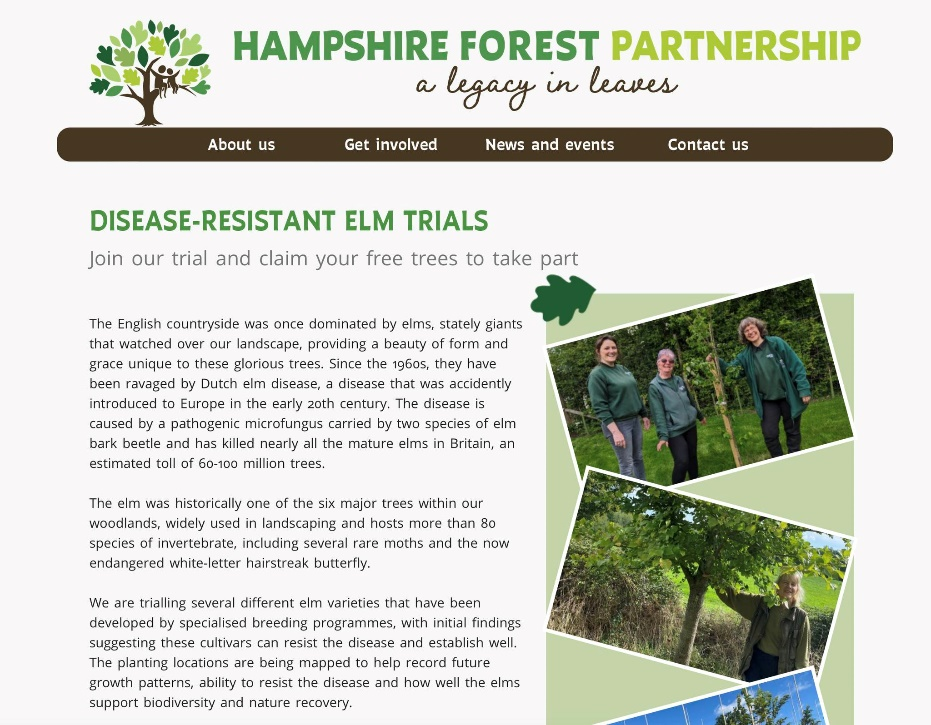 HAMPSHIRE FOREST PARTNERSHIP
a legacy in leaves
About us Get involved News and events Contact us
DISEASE-RESISTANT ELM TRIALS
Join our trial and claim your free trees to take part
The English countryside was once dominated by elms, stately giants
that watched over our landscape, providing a beauty of form and
grace unique to these glorious trees. Since the 1960s, they have
been ravaged by Dutch elm disease, a disease that was accidently
introduced to Europe in the early 20th century. The disease is
caused by a pathogenic microfungus carried by two species of elm
bark beetle and has killed nearly all the mature elms in Britain, an
estimated toll of 60-100 million trees.
The elm was historically one of the six major trees within our
woodlands, widely used in landscaping and hosts more than 80
species of invertebrate, including several rare moths and the now
endangered white-letter hairstreak butterfly.
We are trialling several different elm varieties that have been
developed by specialised breeding programmes, with initial findings
suggesting these cultivars can resist the disease and establish well.
The planting locations are being mapped to help record future
growth patterns, ability to resist the disease and how well the elms
support biodiversity and nature recovery.